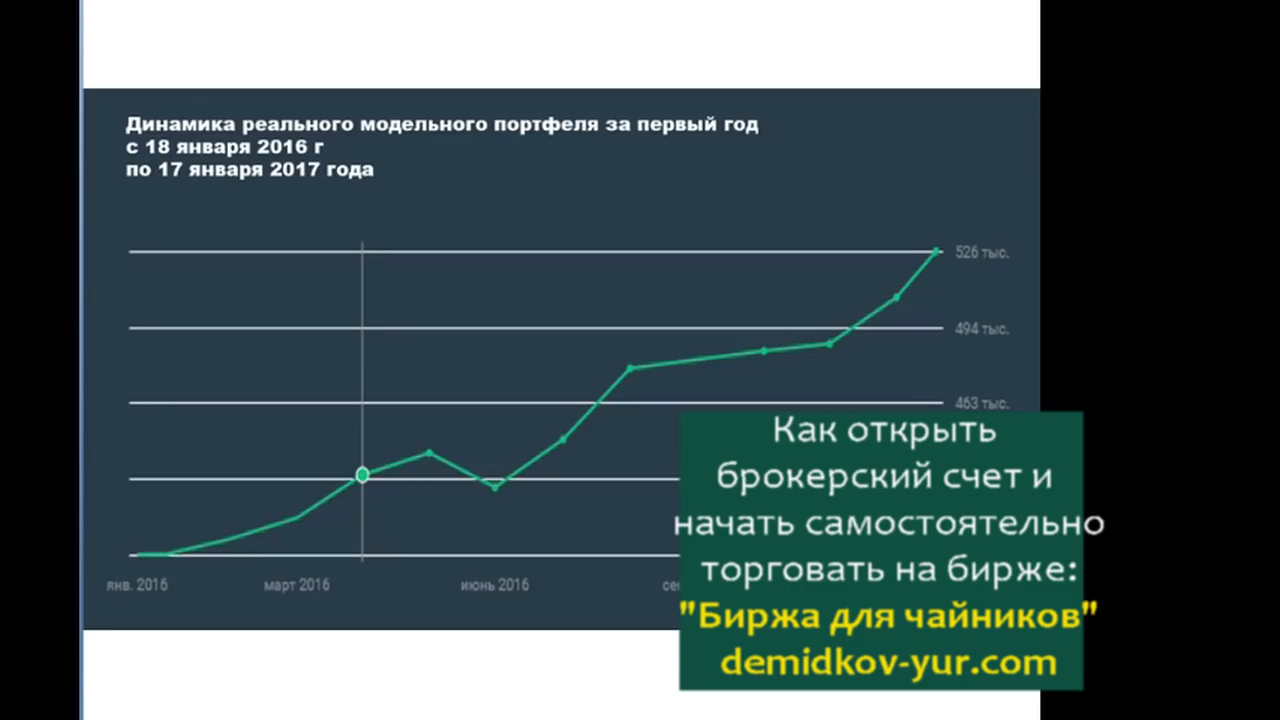 Динамика реального модельного портфеля за первый год
с 18 января 2016 г
по 17 января 2017 года
526 тыс.
494 тыс.
463 тыс.
янв. 2016
март 2016
июнь 2016
Как открыть
брокерский счет и
начать самостоятельно
торговать на бирже:
"Биржа для чайников"
demidkov-yur.com